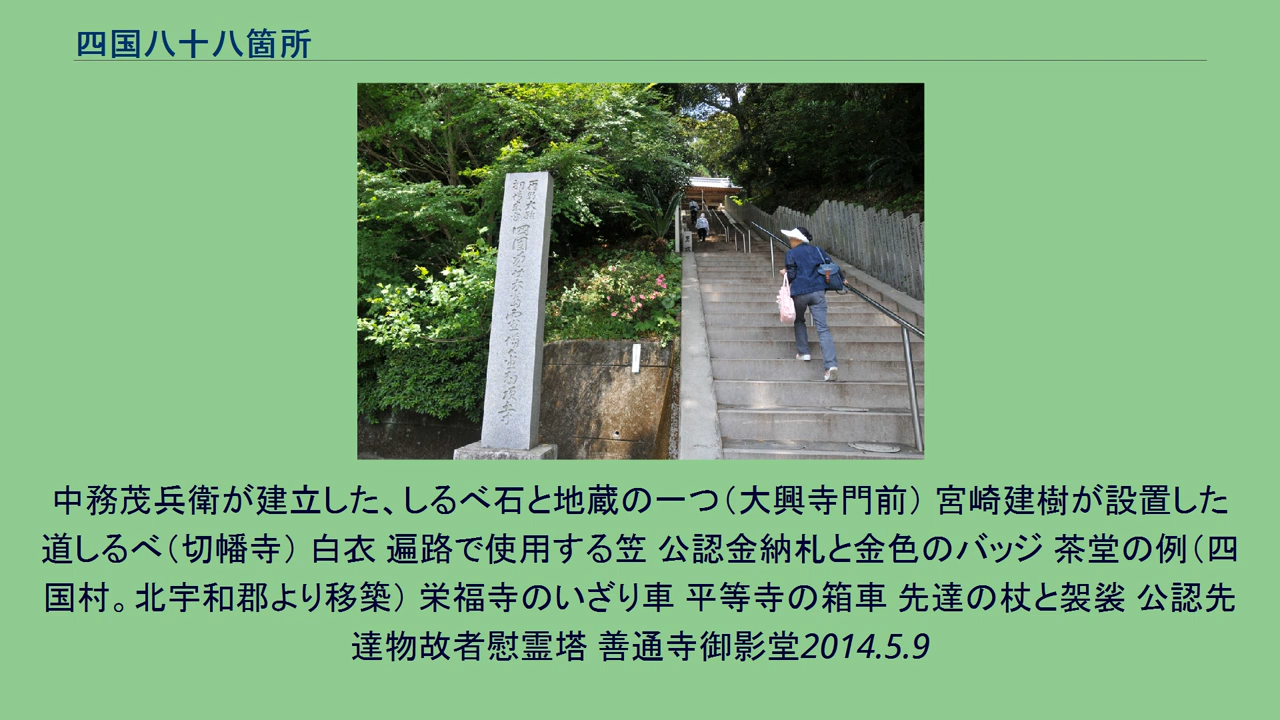 四国八十八箇所
中務茂兵衛が建立した、しるべ石と地蔵の一つ（大興寺門前） 宮崎建樹が設置した
道しるべ（切幡寺） 白衣 遍路で使用する笠 公認金納札と金色のバッジ 茶堂の例（四
国村。北宇和郡より移築） 栄福寺のいざり車 平等寺の箱車 先達の杖と袈裟 公認先
達物故者慰霊塔 善通寺御影堂2014.5.9